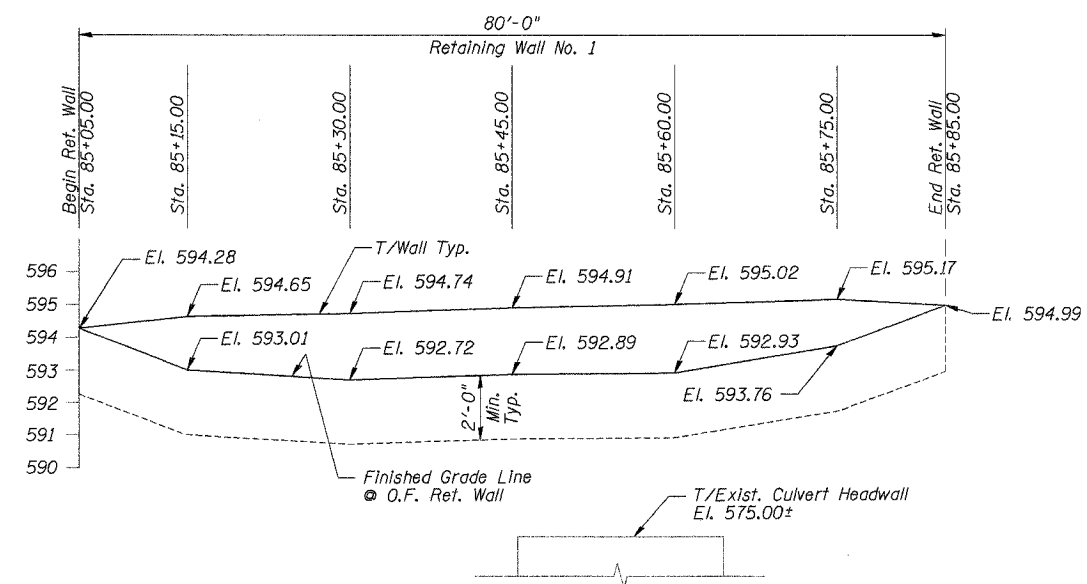 80'-0"
Retaining Wall No. 1
Begin Ret. Wall
Sta. 85+05.00
Sta. 85+15.00
Sta. 85+30.00
Sta. 85+45.00
Sta. 85+60.00
Sta. 85+75.00
End Ret. Wall
Sta. 85+85.00
T/Wall Typ.
El. 594.28
El. 594.65
El. 594.74
El. 594.91
El. 595.02
El. 595.17
El. 594.99
596
595
594
593
592
591
590
El. 593.01
El. 592.72
El. 592.89
El. 592.93
El. 593.76
2'-0"
Min.
Typ.
Finished Grade Line
@ O.F. Ret. Wall
T/Exist. Culvert Headwall
El. 575.00±